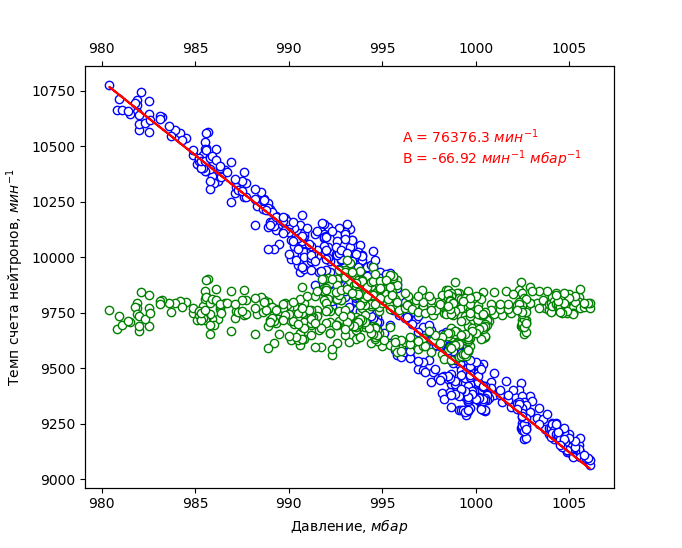 980 985 990 995 1000 1005
10750
10500
10250
10000
9750
9500
9250
9000
Темп счета нейтронов, мин⁻¹
A = 76376.3 мин⁻¹
B = -66.92 мин⁻¹ мбар⁻¹
980 985 990 995 1000 1005
Давление, мбар